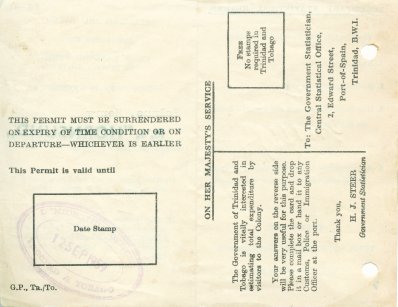 THIS PERMIT MUST BE SURRENDERED
ON EXPIRY OF TIME CONDITION OR ON
DEPARTURE—WHICHEVER IS EARLIER
This Permit is valid until
Date Stamp
G.P., Tr./To.
FREE
No stamps
required in
Trinidad and
Tobago
ON HER MAJESTY'S SERVICE
To: The Government Statistician,
Central Statistical Office,
2, Edward Street,
Port-of-Spain,
Trinidad, B.W.I.
The Government of Trinidad and
Tobago is vitally interested in
estimating total expenditure by
visitors to the Colony.
Your answers on the reverse side
will be very useful for this purpose.
Please complete the card and drop
it in a mail box or hand it to any
Customs, Police or Immigration
Officer at the port.
Thank you,
H. J. STEER
Government Statistician